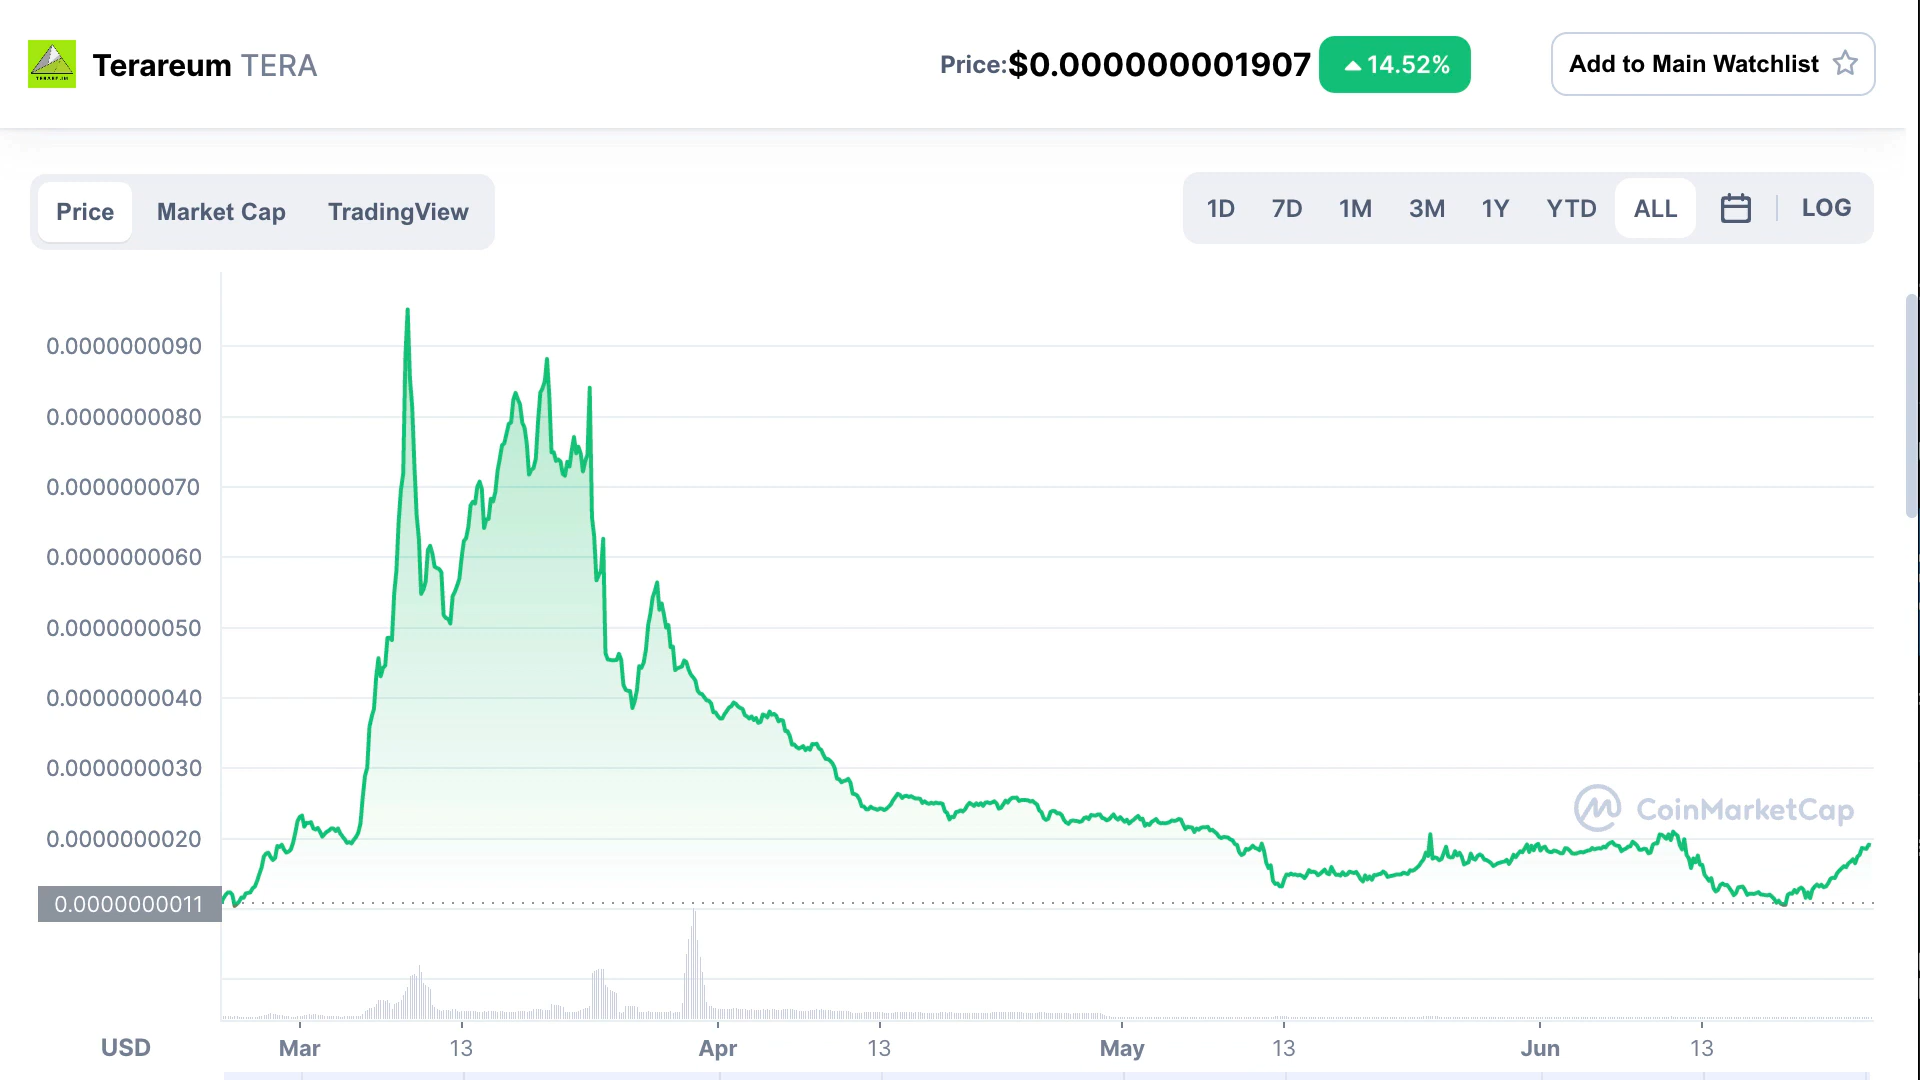 Terareum TERA
Price:$0.000000001907
14.52%
Add to Main Watchlist
Price Market Cap TradingView
1D 7D 1M 3M 1Y YTD ALL LOG
0.0000000090
0.0000000080
0.0000000070
0.0000000060
0.0000000050
0.0000000040
0.0000000030
0.0000000020
0.0000000011
CoinMarketCap
USD
Mar 13 Apr 13 May 13 Jun 13